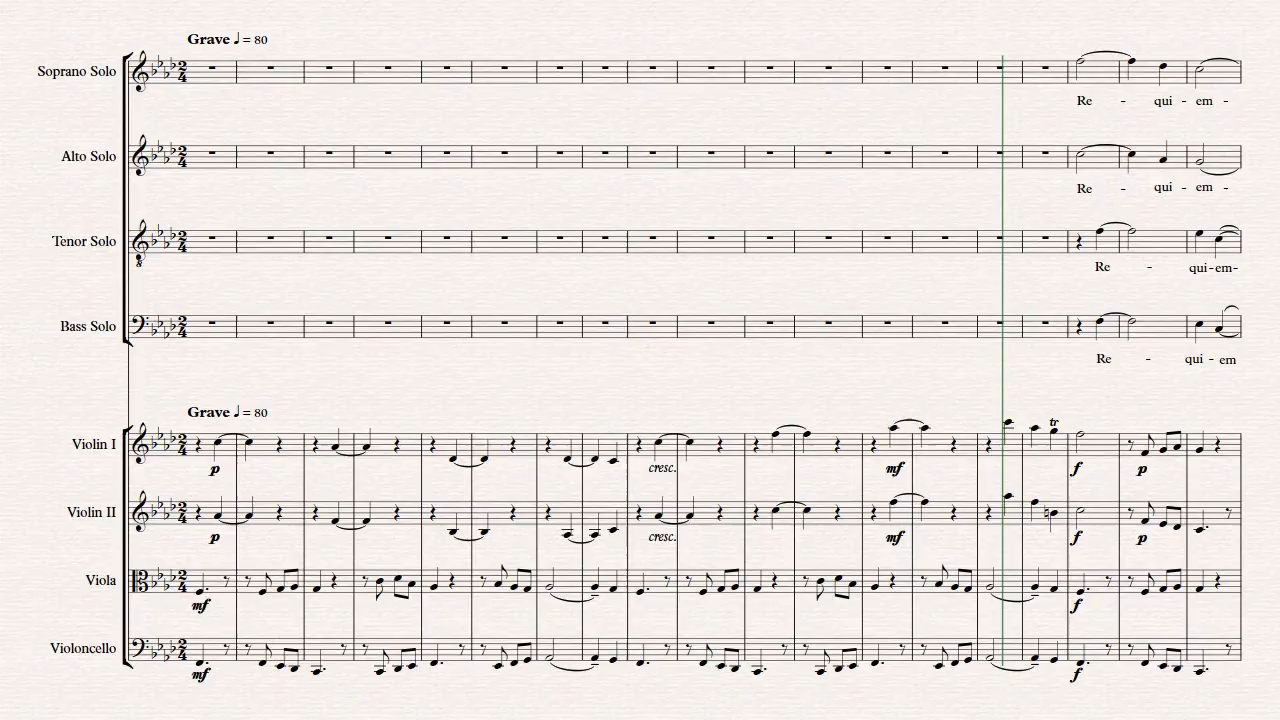 Grave ♩ = 80
Soprano Solo
Re - qui - em -
Alto Solo
Re - qui - em -
Tenor Solo
8
Re - qui - em -
Bass Solo
Re - qui - em
Grave ♩ = 80
Violin I
tr
p cresc. mf f p
Violin II
p cresc. mf f p
Viola
mf f
Violoncello
mf f